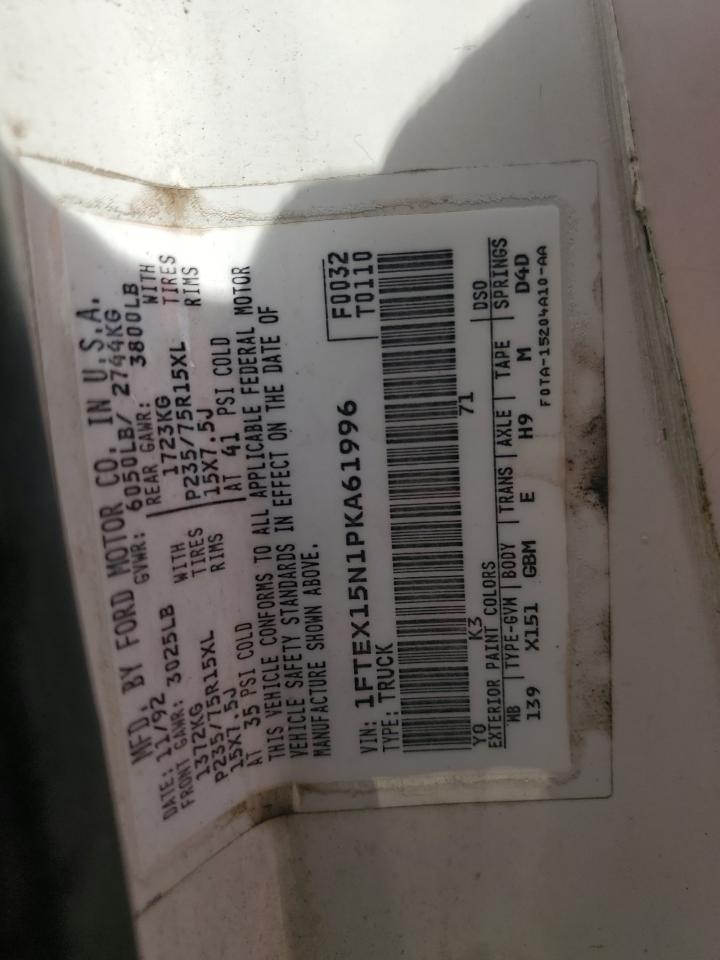 MFD. BY FORD MOTOR CO. IN U.S.A.
DATE: 11/92 GVWR: 6050LB/ 2744KG
FRONT GAWR: 3025LB REAR GAWR: 3800LB
1372KG WITH 1723KG WITH
P235/75R15XL TIRES P235/75R15XL TIRES
15X7.5J RIMS 15X7.5J RIMS
AT 35 PSI COLD AT 41 PSI COLD
THIS VEHICLE CONFORMS TO ALL APPLICABLE FEDERAL MOTOR
VEHICLE SAFETY STANDARDS IN EFFECT ON THE DATE OF
MANUFACTURE SHOWN ABOVE.
F0032
T0110
VIN: 1FTEX15N1PKA61996
TYPE: TRUCK
YO K3 71
EXTERIOR PAINT COLORS DSO
WB TYPE-GVW BODY TRANS AXLE TAPE SPRINGS
139 X151 GBM E H9 M D4D
F0TA-15204A10-AA